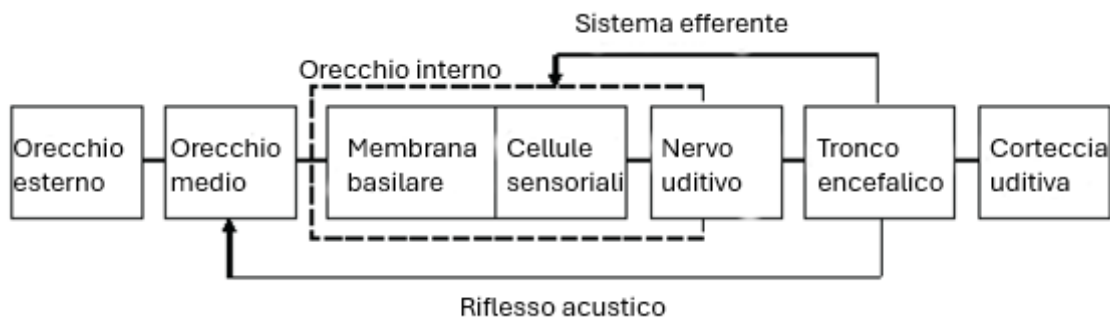 Sistema efferente
Orecchio interno
Orecchio
esterno
Orecchio
medio
Membrana
basilare
Cellule
sensoriali
Nervo
uditivo
Tronco
encefalico
Corteccia
uditiva
Riflesso acustico